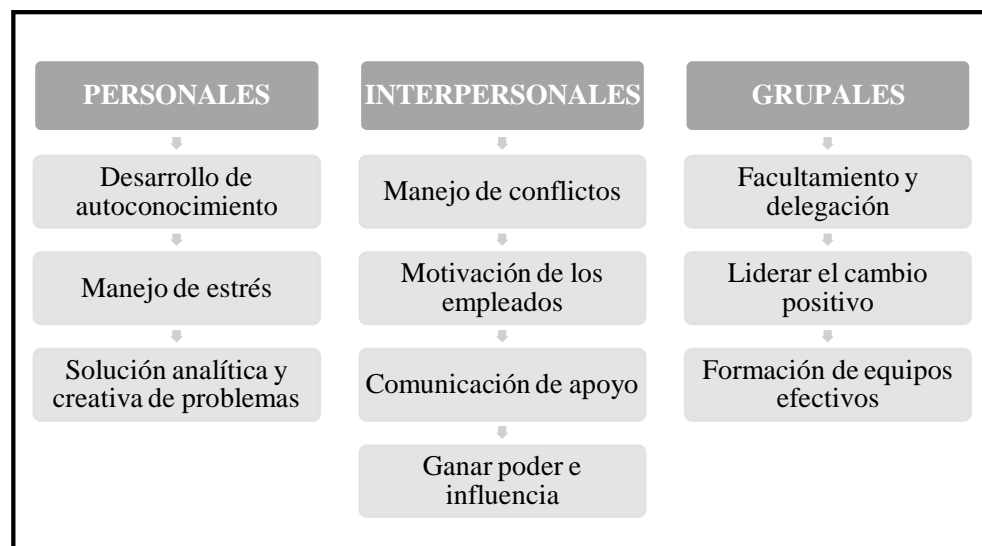 PERSONALES
Desarrollo de
autoconocimiento
Manejo de estrés
Solución analítica y
creativa de problemas
INTERPERSONALES
Manejo de conflictos
Motivación de los
empleados
Comunicación de apoyo
Ganar poder e
influencia
GRUPALES
Facultamiento y
delegación
Liderar el cambio
positivo
Formación de equipos
efectivos